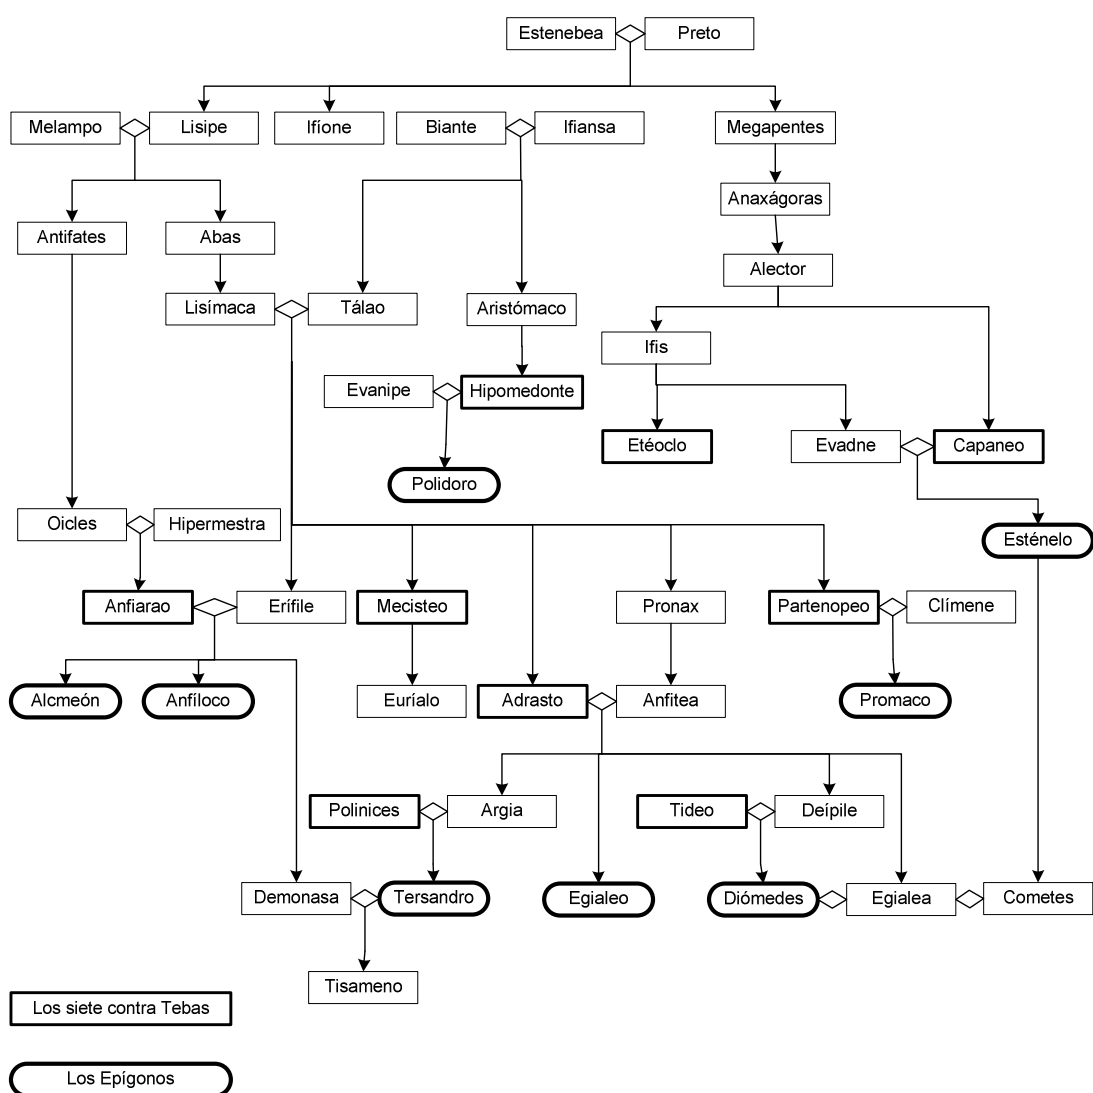 Estenebea Preto
Melampo Lisipe Ifíone Biante Ifiansa Megapentes
Anaxágoras
Antifates Abas
Alector
Lisímaca Tálao Aristómaco
Ifis
Evanipe Hipomedonte
Etéoclo Evadne Capaneo
Polidoro
Oicles Hipermestra
Esténelo
Anfiarao Erífile Mecisteo Pronax Partenopeo Clímene
Alcmeón Anfíloco Euríalo Adrasto Anfitea Promaco
Polinices Argia Tideo Deípile
Demonasa Tersandro Egialeo Diómedes Egialea Cometes
Tisameno
Los siete contra Tebas
Los Epígonos